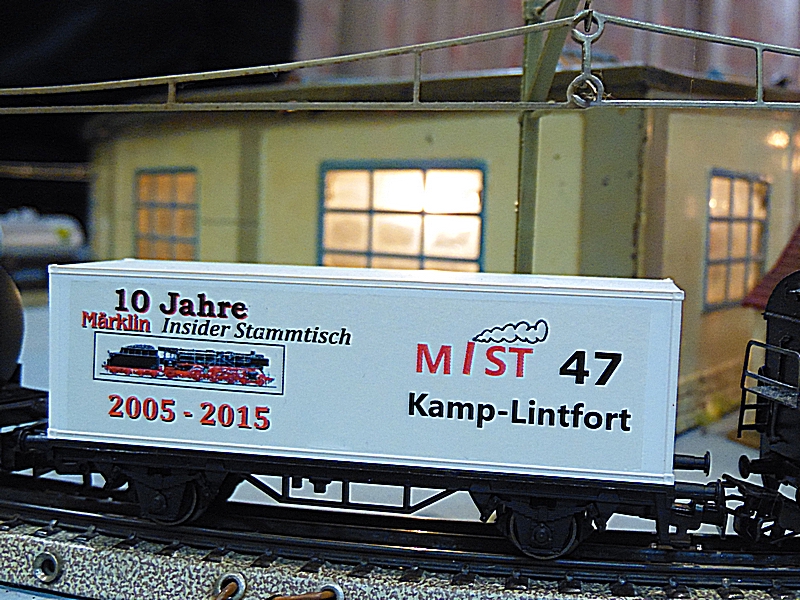 10 Jahre
Märklin Insider Stammtisch
2005 - 2015
MIST 47
Kamp-Lintfort